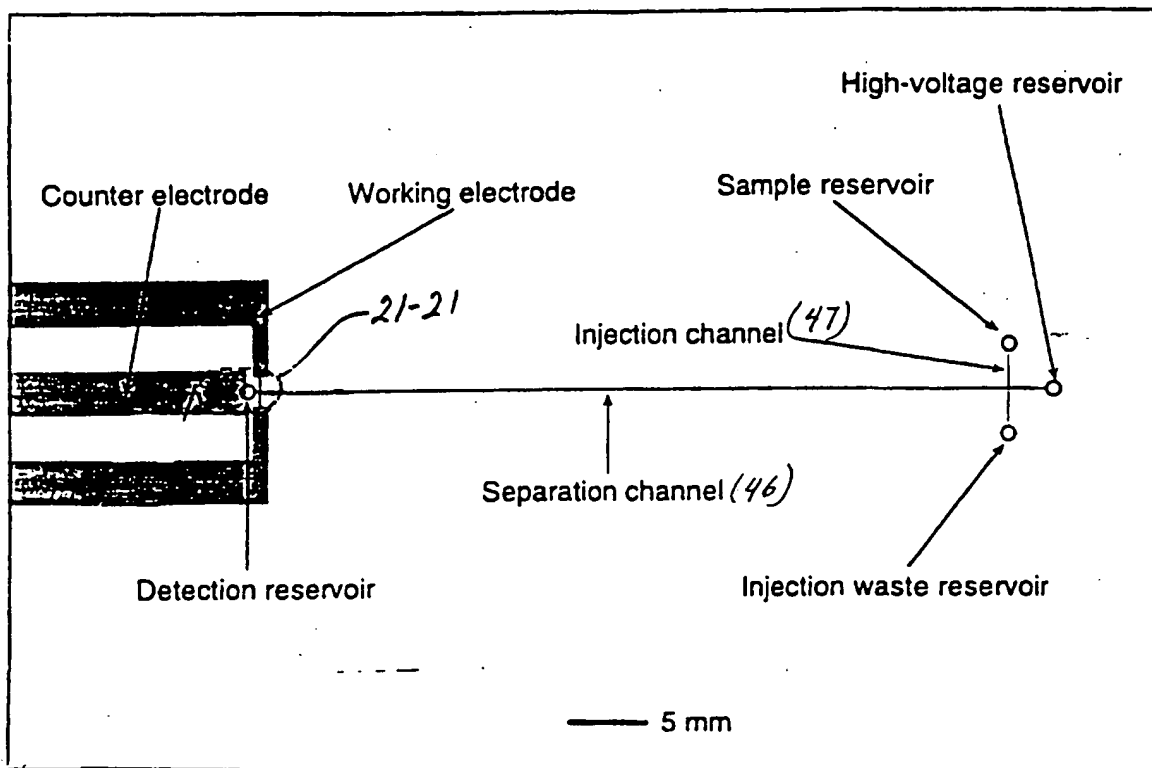 High-voltage reservoir
Counter electrode
Working electrode
Sample reservoir
21-21
Injection channel (47)
Separation channel (46)
Detection reservoir
Injection waste reservoir
5 mm